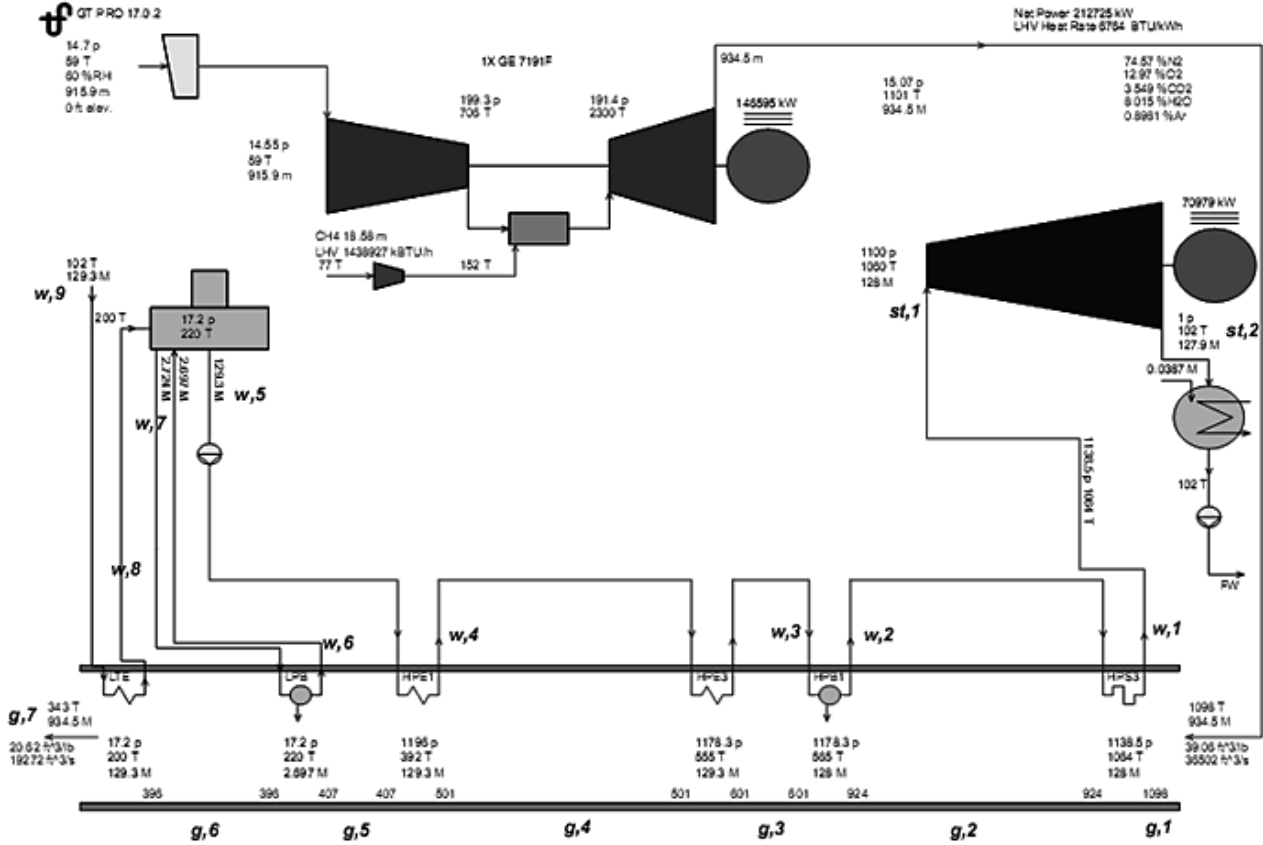 GT PRO 17.0.2
Net Power 212725 kW
LHV Heat Rate 6764 BTU/kWh
14.7 p
59 T
60 %RH
915.9 m
0 ft elev.
1X GE 7191F
934.5 m
15.07 p
1101 T
934.5 M
74.57 %N2
12.97 %O2
3.549 %CO2
8.015 %H2O
0.8981 %Ar
199.3 p
706 T
191.4 p
2300 T
146595 kW
14.55 p
59 T
915.9 m
CH4 18.58 m
LHV 1438927 kBTU/h
77 T
152 T
70979 kW
1100 p
1060 T
128 M
st,1
1 p
102 T
127.9 M
st,2
0.0387 M
102 T
FW
102 T
129.3 M
w,9
200 T
17.2 p
220 T
2.724 M
2.697 M
129.3 M
w,5
w,7
w,8
w,6
w,4
w,3
w,2
w,1
1138.5 p 1064 T
LTE
LPB
HPE1
HPE3
HPB1
HPS3
g,7
343 T
934.5 M
20.62 ft^3/lb
19272 ft^3/s
17.2 p
200 T
129.3 M
17.2 p
220 T
2.697 M
1195 p
392 T
129.3 M
1178.3 p
555 T
129.3 M
1178.3 p
565 T
128 M
1138.5 p
1064 T
128 M
1098 T
934.5 M
39.06 ft^3/lb
36502 ft^3/s
396 396 407 407 501 501 601 601 924 924 1098
g,6 g,5 g,4 g,3 g,2 g,1